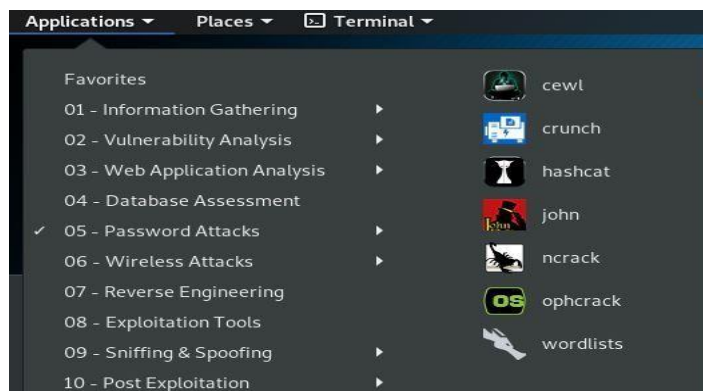 Applications ▾ Places ▾ Terminal ▾
Favorites
01 - Information Gathering
02 - Vulnerability Analysis
03 - Web Application Analysis
04 - Database Assessment
✓ 05 - Password Attacks
06 - Wireless Attacks
07 - Reverse Engineering
08 - Exploitation Tools
09 - Sniffing & Spoofing
10 - Post Exploitation
cewl
crunch
hashcat
john
ncrack
OS ophcrack
wordlists